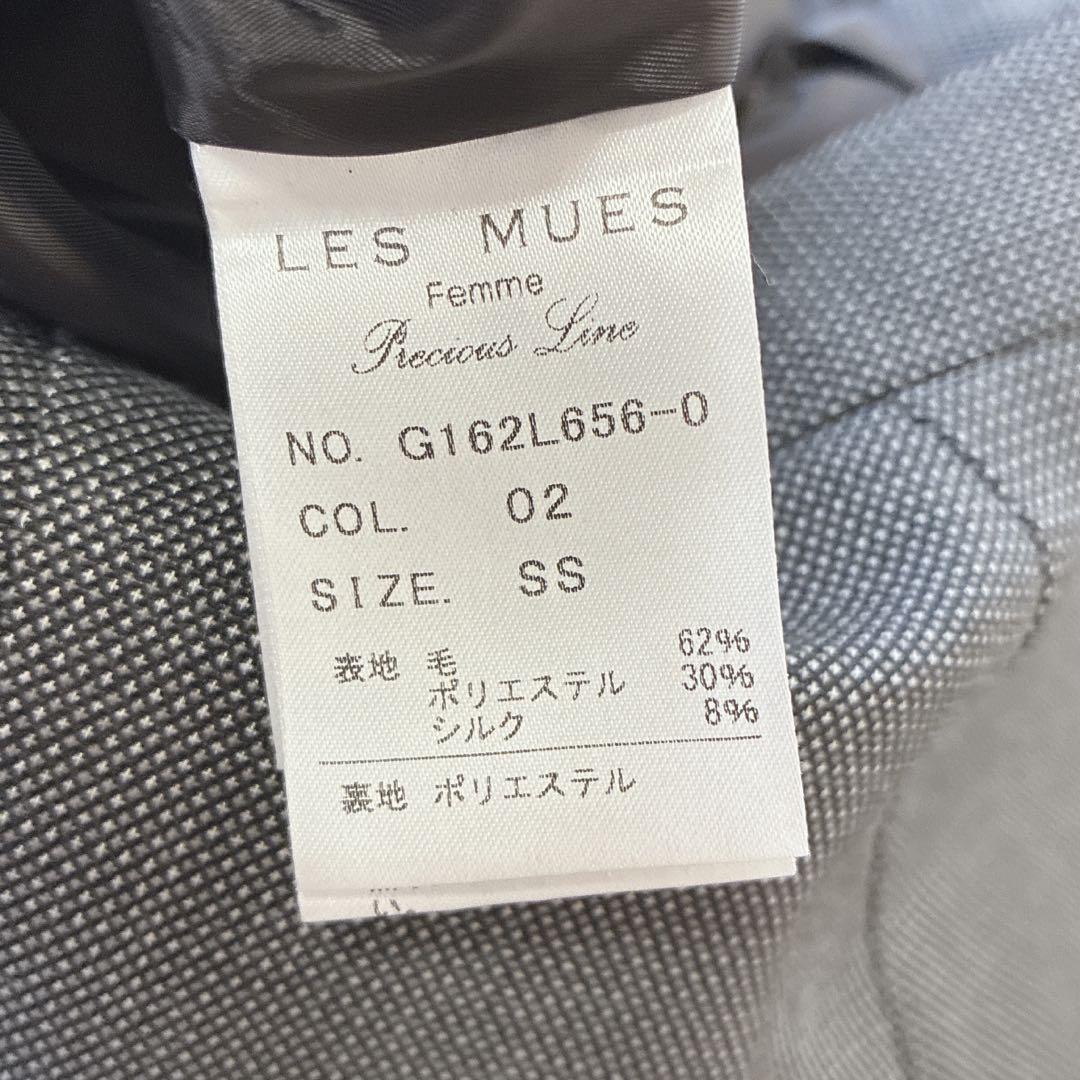 LES MUES
Femme
Precious Line
NO. G162L656-0
COL. 02
SIZE. SS
表地 毛 62%
ポリエステル 30%
シルク 8%
裏地 ポリエステル
い。